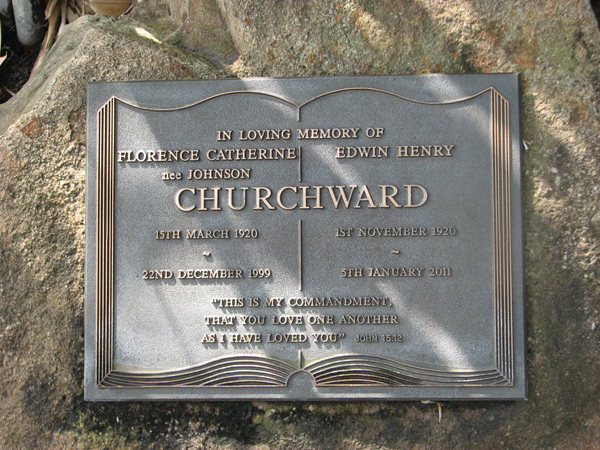 IN LOVING MEMORY OF
FLORENCE CATHERINE EDWIN HENRY
nee JOHNSON
CHURCHWARD
15TH MARCH 1920 1ST NOVEMBER 1920
~ ~
22ND DECEMBER 1999 5TH JANUARY 2011
"THIS IS MY COMMANDMENT,
THAT YOU LOVE ONE ANOTHER
AS I HAVE LOVED YOU" JOHN 15:12